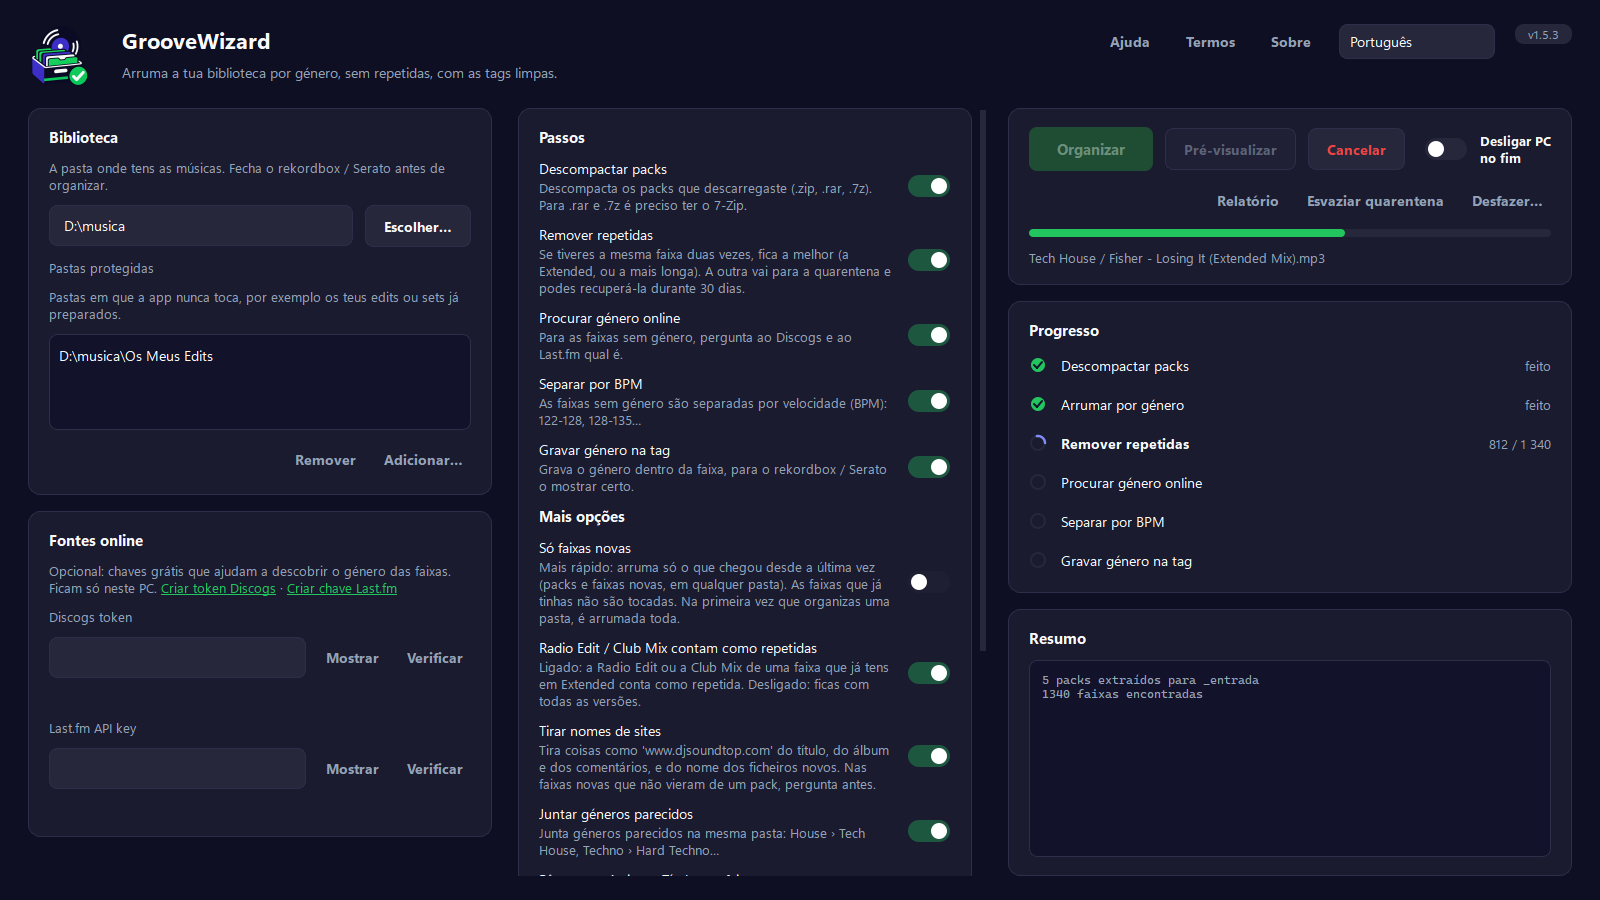 GrooveWizard
Arruma a tua biblioteca por género, sem repetidas, com as tags limpas.
Ajuda
Termos
Sobre
Português
v1.5.3
Biblioteca
A pasta onde tens as músicas. Fecha o rekordbox / Serato antes de
organizar.
D:\musica
Escolher...
Pastas protegidas
Pastas em que a app nunca toca, por exemplo os teus edits ou sets já
preparados.
D:\musica\Os Meus Edits
Remover
Adicionar...
Fontes online
Opcional: chaves grátis que ajudam a descobrir o género das faixas.
Ficam só neste PC. Criar token Discogs · Criar chave Last.fm
Discogs token
Mostrar
Verificar
Last.fm API key
Mostrar
Verificar
Passos
Descompactar packs
Descompacta os packs que descarregaste (.zip, .rar, .7z).
Para .rar e .7z é preciso ter o 7-Zip.
Remover repetidas
Se tiveres a mesma faixa duas vezes, fica a melhor (a
Extended, ou a mais longa). A outra vai para a quarentena e
podes recuperá-la durante 30 dias.
Procurar género online
Para as faixas sem género, pergunta ao Discogs e ao
Last.fm qual é.
Separar por BPM
As faixas sem género são separadas por velocidade (BPM):
122-128, 128-135...
Gravar género na tag
Grava o género dentro da faixa, para o rekordbox / Serato
o mostrar certo.
Mais opções
Só faixas novas
Mais rápido: arruma só o que chegou desde a última vez
(packs e faixas novas, em qualquer pasta). As faixas que já
tinhas não são tocadas. Na primeira vez que organizas uma
pasta, é arrumada toda.
Radio Edit / Club Mix contam como repetidas
Ligado: a Radio Edit ou a Club Mix de uma faixa que já tens
em Extended conta como repetida. Desligado: ficas com
todas as versões.
Tirar nomes de sites
Tira coisas como 'www.djsoundtop.com' do título, do álbum
e dos comentários, e do nome dos ficheiros novos. Nas
faixas novas que não vieram de um pack, pergunta antes.
Juntar géneros parecidos
Junta géneros parecidos na mesma pasta: House › Tech
House, Techno › Hard Techno...
Organizar
Pré-visualizar
Cancelar
Desligar PC
no fim
Relatório
Esvaziar quarentena
Desfazer...
Tech House / Fisher - Losing It (Extended Mix).mp3
Progresso
Descompactar packs
feito
Arrumar por género
feito
Remover repetidas
812 / 1 340
Procurar género online
Separar por BPM
Gravar género na tag
Resumo
5 packs extraídos para _entrada
1340 faixas encontradas